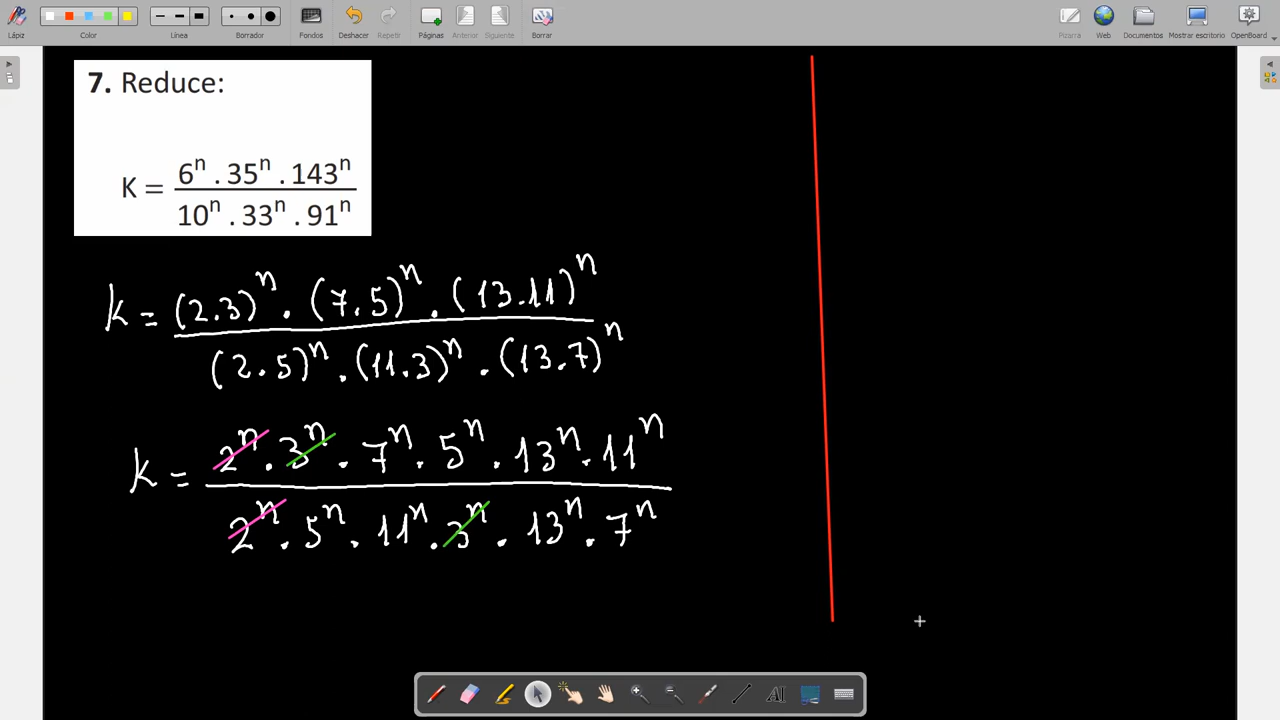 Lápiz Color Línea Borrador Fondos Deshacer Repetir Páginas Anterior Siguiente Borrar Pizarra Web Documentos Mostrar escritorio OpenBoard
7. Reduce:
K = 6ⁿ . 35ⁿ . 143ⁿ / 10ⁿ . 33ⁿ . 91ⁿ
K = (2.3)ⁿ . (7.5)ⁿ . (13.11)ⁿ / (2.5)ⁿ . (11.3)ⁿ . (13.7)ⁿ
K = 2ⁿ . 3ⁿ . 7ⁿ . 5ⁿ . 13ⁿ . 11ⁿ / 2ⁿ . 5ⁿ . 11ⁿ . 3ⁿ . 13ⁿ . 7ⁿ
AI